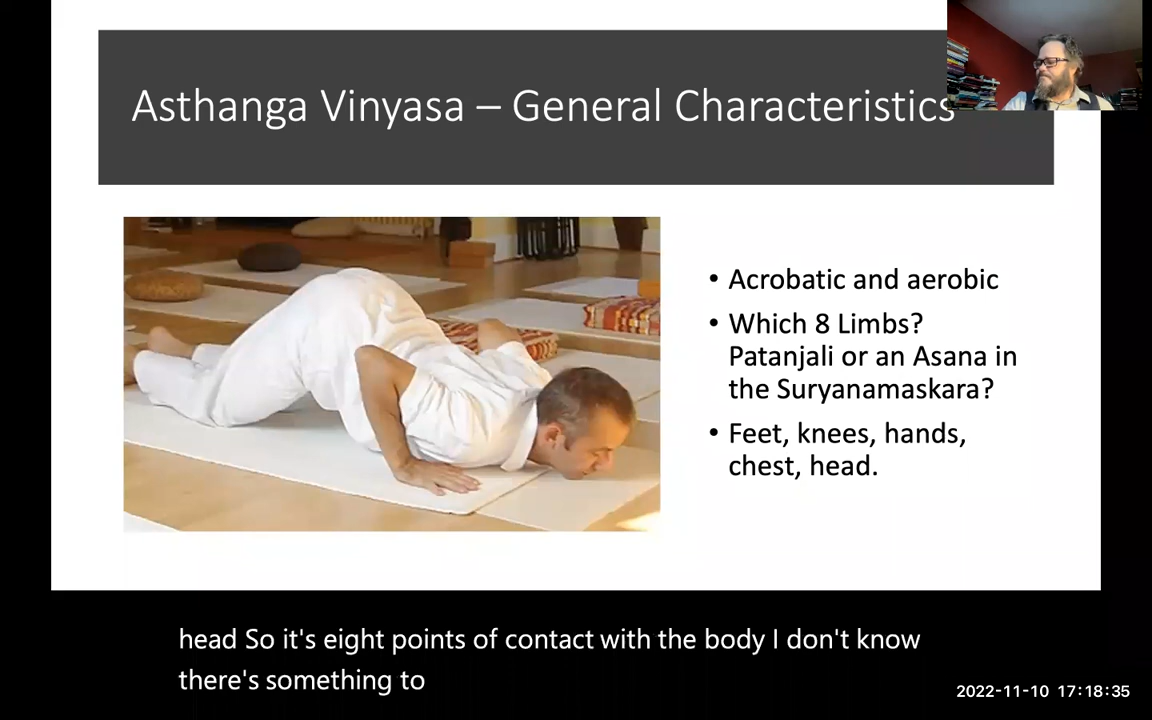 Asthanga Vinyasa – General Characteristics
• Acrobatic and aerobic
• Which 8 Limbs?
Patanjali or an Asana in
the Suryanamaskara?
• Feet, knees, hands,
chest, head.
head So it's eight points of contact with the body I don't know
there's something to
2022-11-10 17:18:35